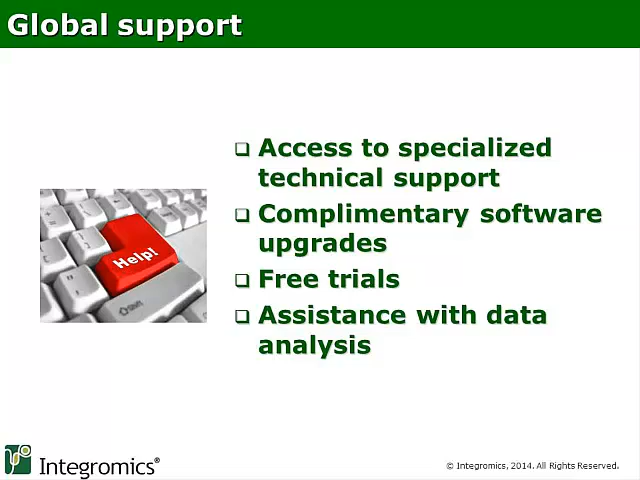 Global support
❑ Access to specialized
technical support
❑ Complimentary software
upgrades
❑ Free trials
❑ Assistance with data
analysis
Help!
Integromics®
© Integromics, 2014. All Rights Reserved.